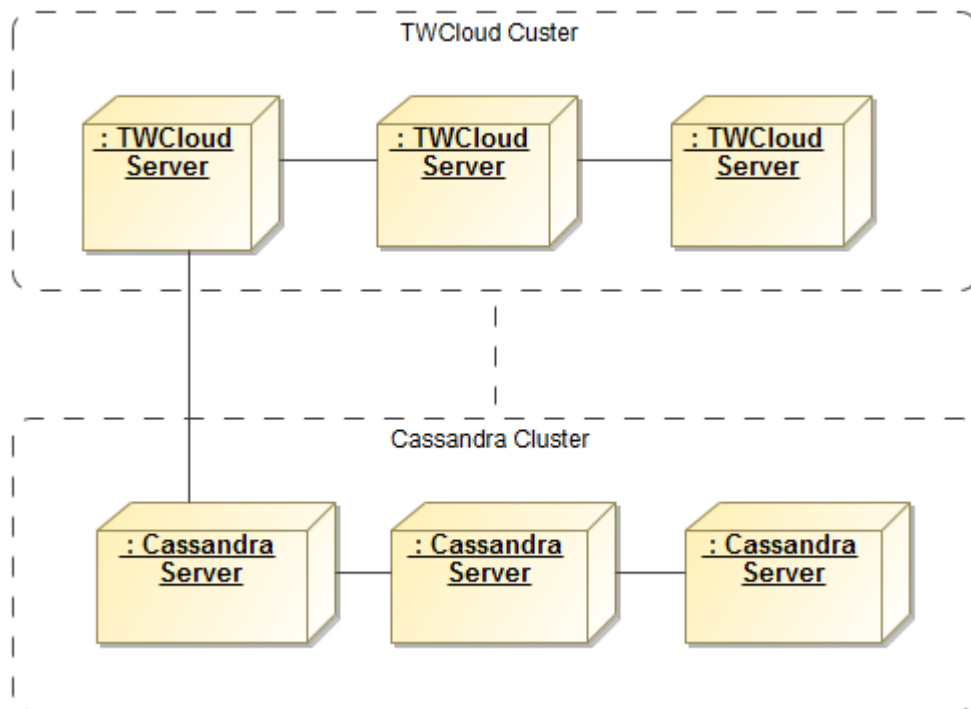 TWCloud Custer
: TWCloud
Server
: TWCloud
Server
: TWCloud
Server
Cassandra Cluster
: Cassandra
Server
: Cassandra
Server
: Cassandra
Server